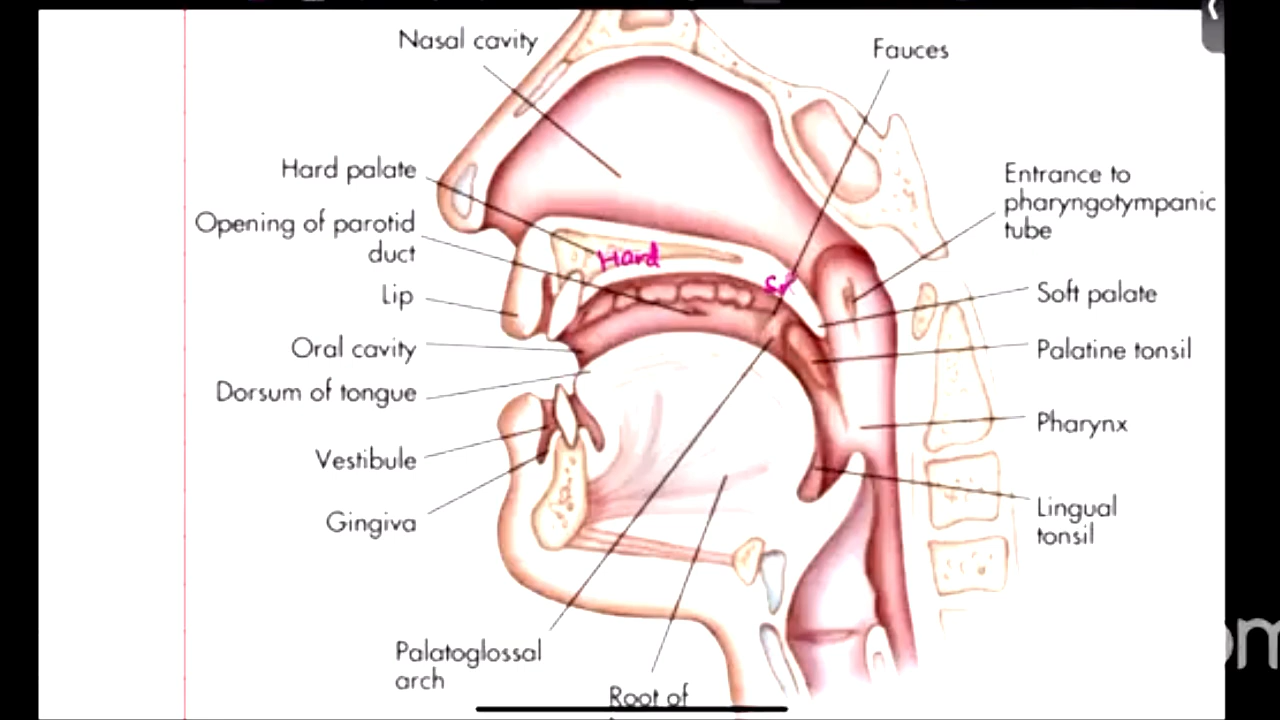 Nasal cavity
Fauces
Hard palate
Entrance to
pharyngotympanic
tube
Opening of parotid
duct
Hard
Lip
Soft palate
Oral cavity
Palatine tonsil
Dorsum of tongue
Pharynx
Vestibule
Gingiva
Lingual
tonsil
Palatoglossal
arch
Root of